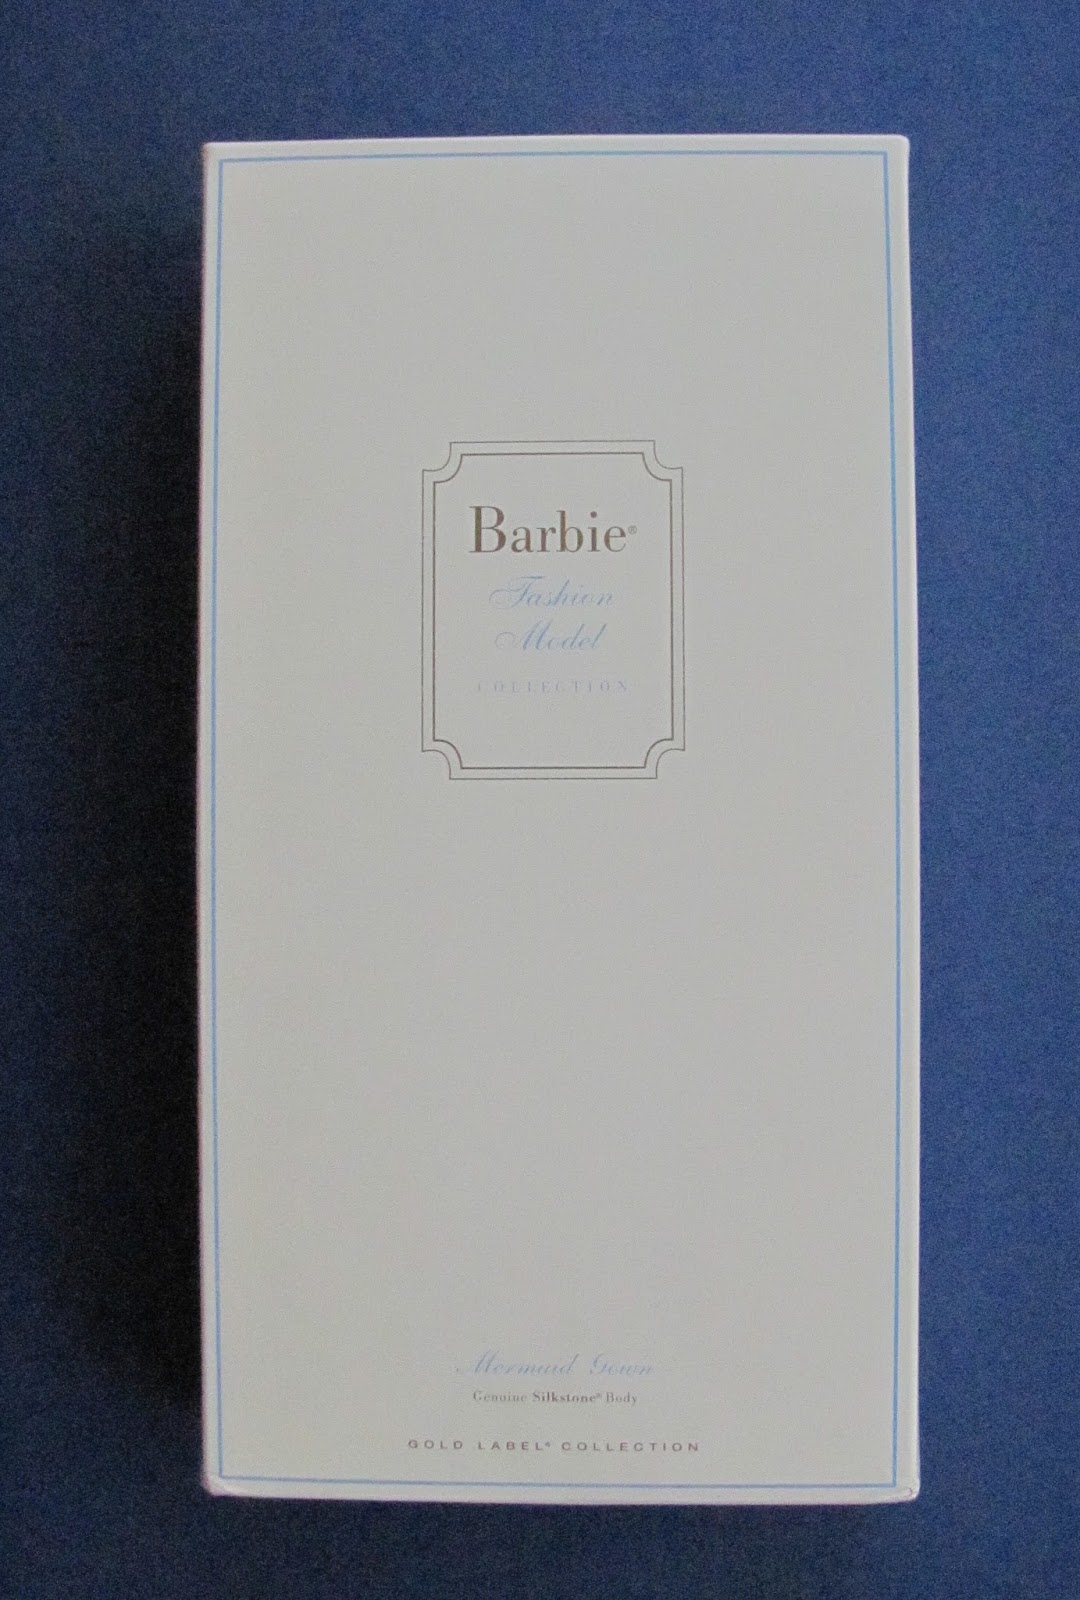 Barbie®
Fashion
Model
COLLECTION
Mermaid Gown
Genuine Silkstone® Body
GOLD LABEL® COLLECTION